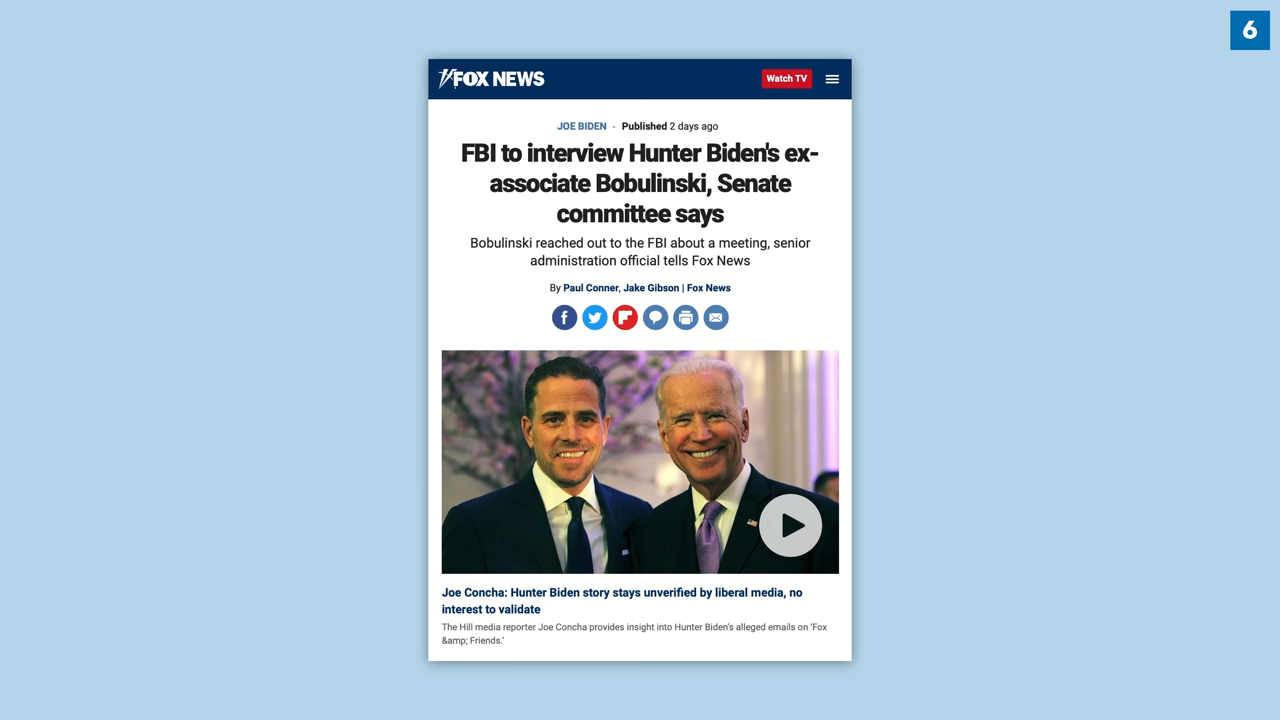 6
FOX NEWS
Watch TV
JOE BIDEN · Published 2 days ago
FBI to interview Hunter Biden's ex-
associate Bobulinski, Senate
committee says
Bobulinski reached out to the FBI about a meeting, senior
administration official tells Fox News
By Paul Conner, Jake Gibson | Fox News
Joe Concha: Hunter Biden story stays unverified by liberal media, no
interest to validate
The Hill media reporter Joe Concha provides insight into Hunter Biden's alleged emails on ‘Fox
&amp; Friends.’